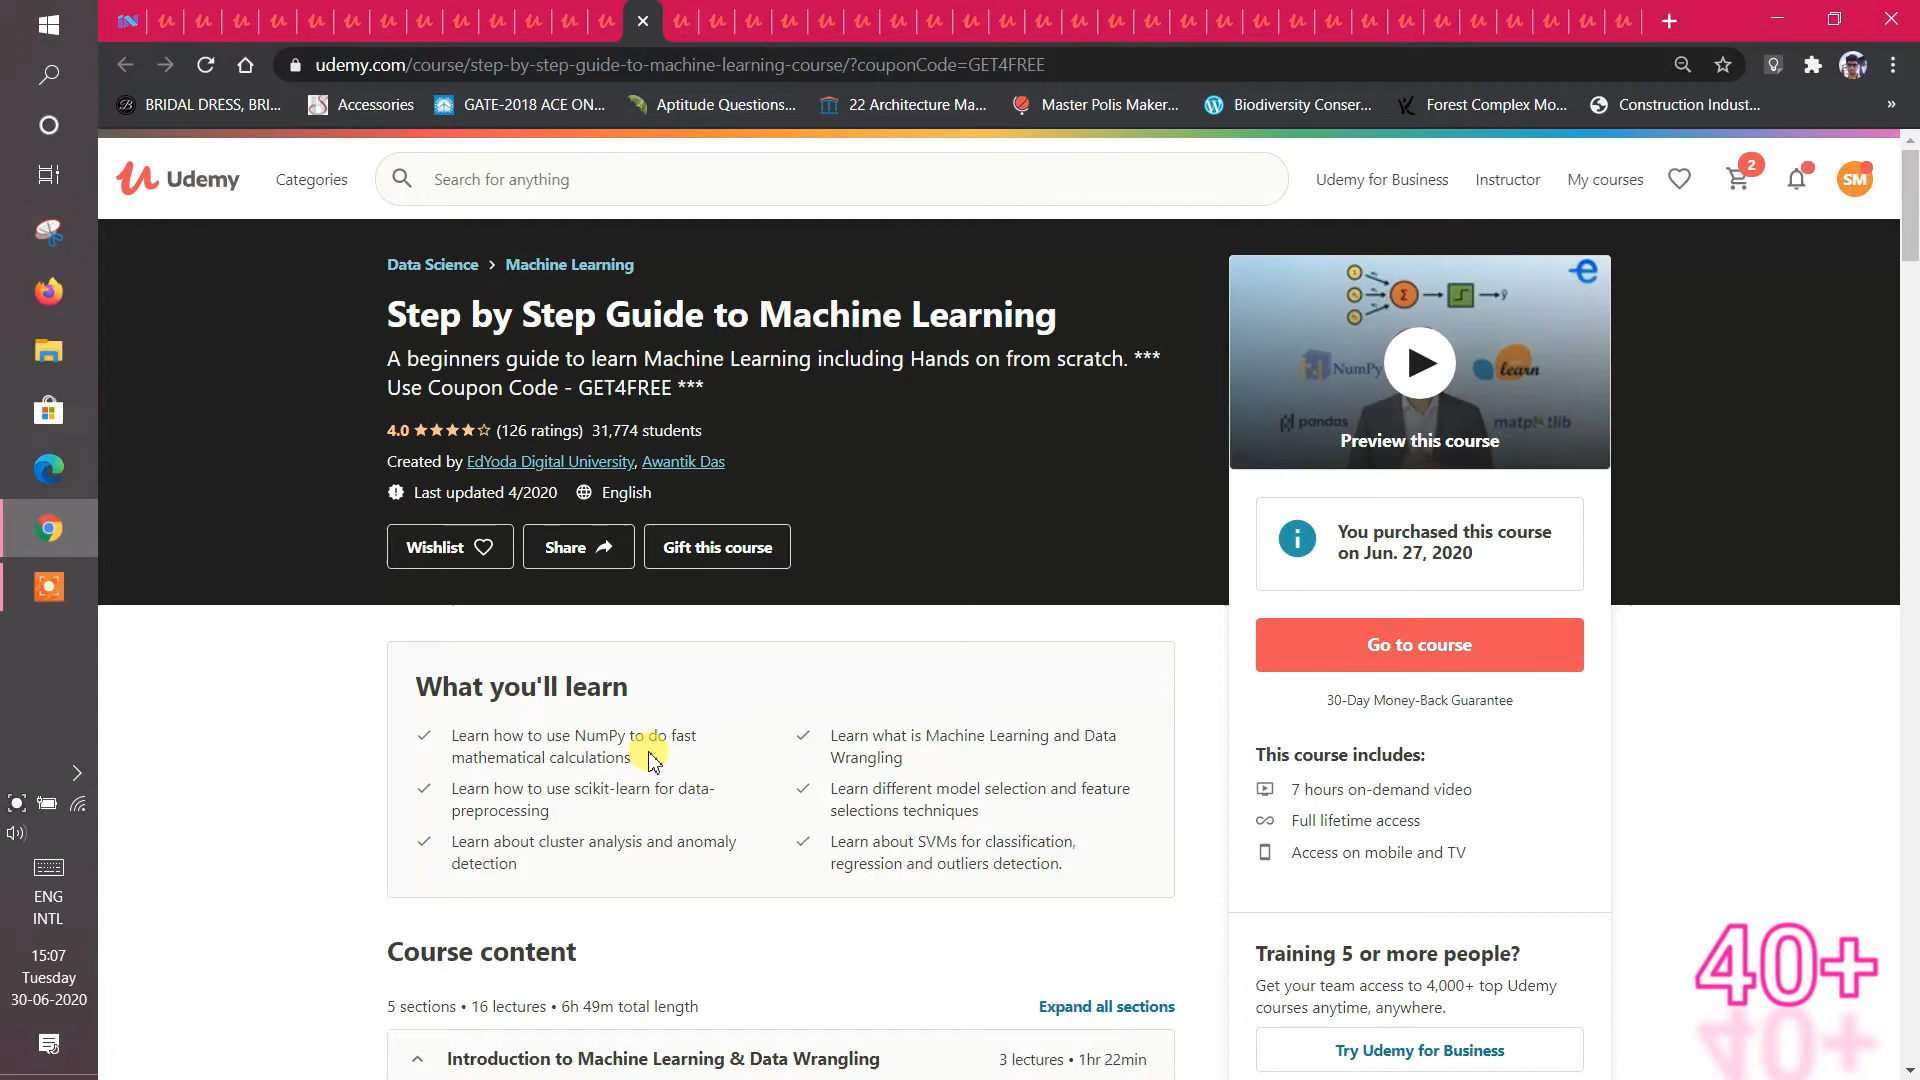 udemy.com/course/step-by-step-guide-to-machine-learning-course/?couponCode=GET4FREE
BRIDAL DRESS, BRI...
Accessories
GATE-2018 ACE ON...
Aptitude Questions...
22 Architecture Ma...
Master Polis Maker...
Biodiversity Conser...
Forest Complex Mo...
Construction Indust...
»
Udemy
Categories
Search for anything
Udemy for Business
Instructor
My courses
2
SM
Data Science > Machine Learning
Step by Step Guide to Machine Learning
A beginners guide to learn Machine Learning including Hands on from scratch. ***
Use Coupon Code - GET4FREE ***
4.0 (126 ratings) 31,774 students
Created by EdYoda Digital University, Awantik Das
Last updated 4/2020 English
Wishlist
Share
Gift this course
NumPy
learn
pandas
matplotlib
Preview this course
You purchased this course
on Jun. 27, 2020
Go to course
30-Day Money-Back Guarantee
This course includes:
7 hours on-demand video
Full lifetime access
Access on mobile and TV
Training 5 or more people?
Get your team access to 4,000+ top Udemy
courses anytime, anywhere.
Try Udemy for Business
What you'll learn
Learn how to use NumPy to do fast
mathematical calculations
Learn what is Machine Learning and Data
Wrangling
Learn how to use scikit-learn for data-
preprocessing
Learn different model selection and feature
selections techniques
Learn about cluster analysis and anomaly
detection
Learn about SVMs for classification,
regression and outliers detection.
Course content
5 sections • 16 lectures • 6h 49m total length
Expand all sections
Introduction to Machine Learning & Data Wrangling
3 lectures • 1hr 22min
ENG
INTL
15:07
Tuesday
30-06-2020
40+